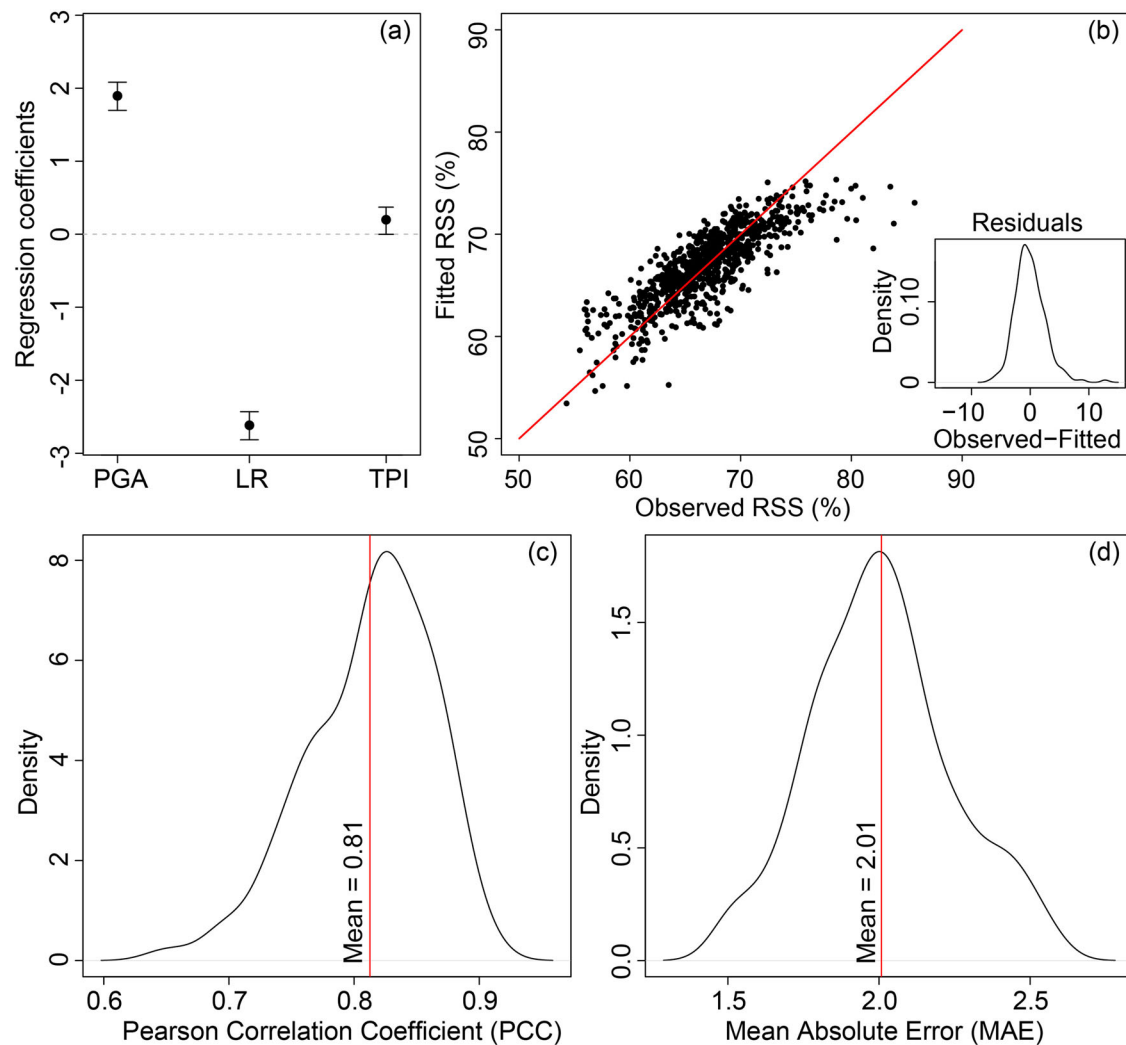 (a)
3
2
1
0
-1
-2
-3
Regression coefficients
PGA LR TPI
(b)
90
80
70
60
50
Fitted RSS (%)
50 60 70 80 90
Observed RSS (%)
Residuals
Density
0.10
0
−10 0 10
Observed−Fitted
(c)
8
6
4
2
0
Density
Mean = 0.81
0.6 0.7 0.8 0.9
Pearson Correlation Coefficient (PCC)
(d)
1.5
1.0
0.5
0.0
Density
Mean = 2.01
1.5 2.0 2.5
Mean Absolute Error (MAE)